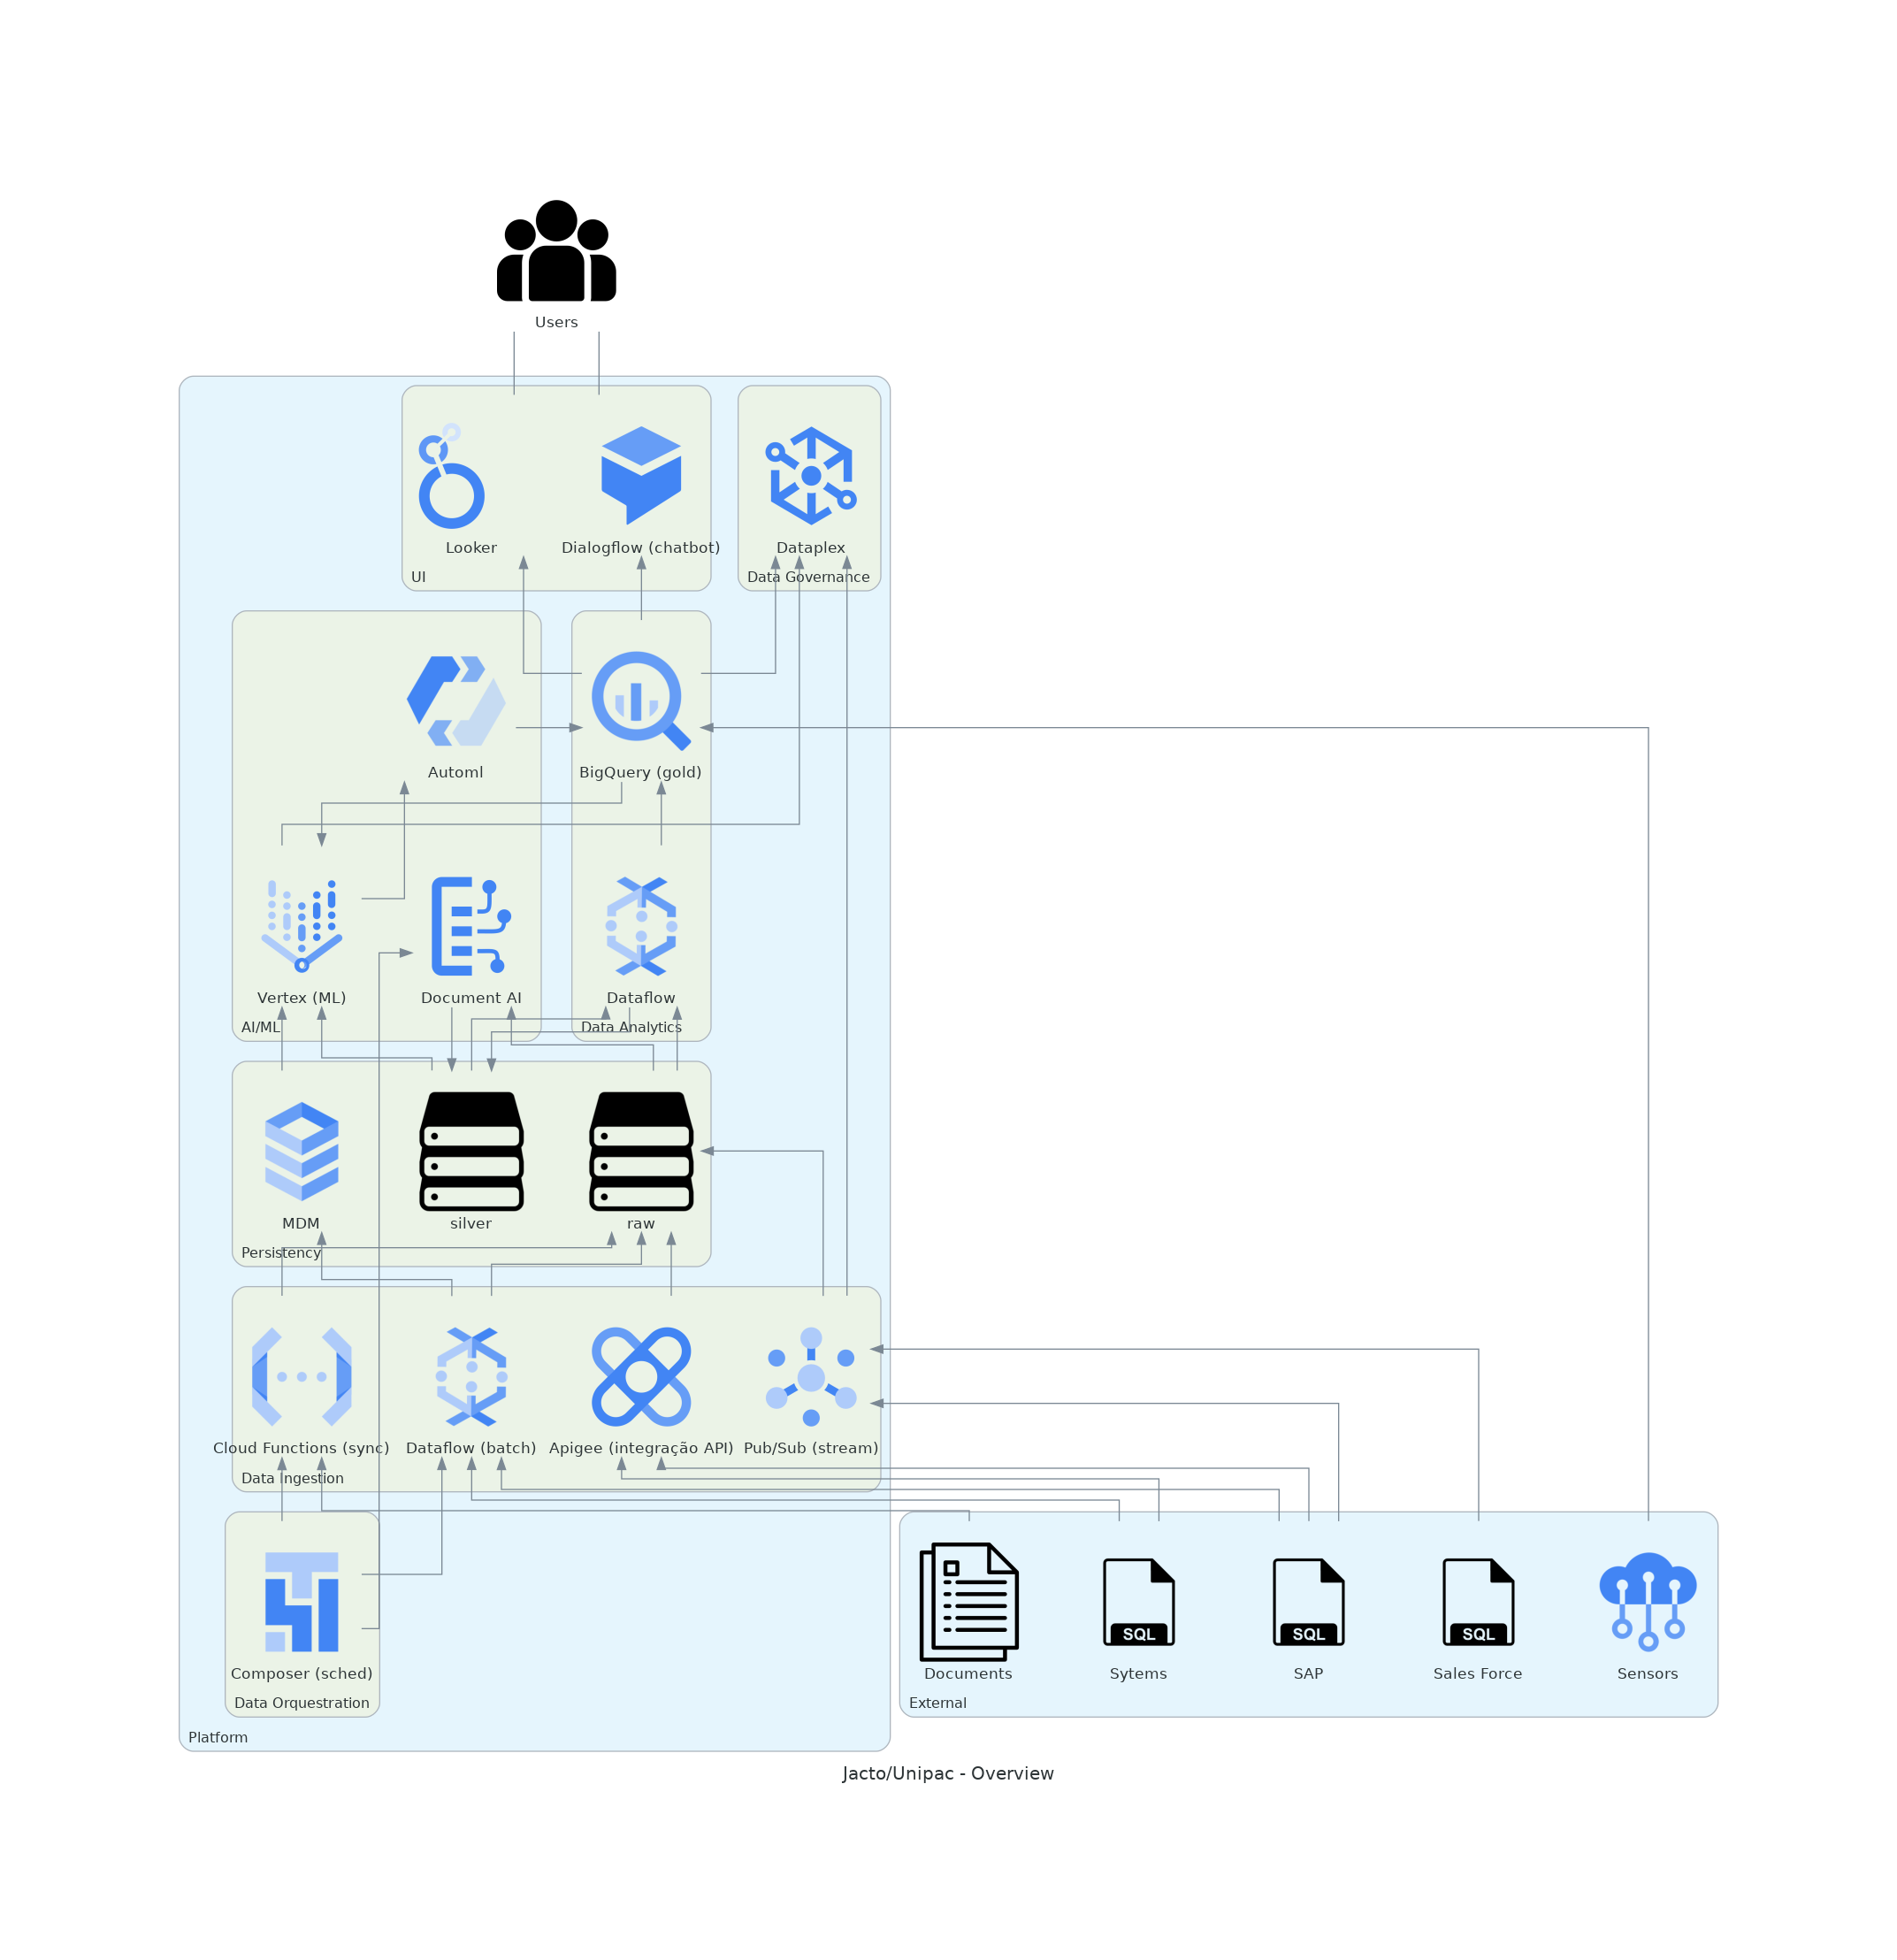 Users
Looker
Dialogflow (chatbot)
Dataplex
UI
Data Governance
Automl
BigQuery (gold)
Vertex (ML)
Document AI
Dataflow
AI/ML
Data Analytics
MDM
silver
raw
Persistency
Cloud Functions (sync)
Dataflow (batch)
Apigee (integração API)
Pub/Sub (stream)
Data Ingestion
SQL
SQL
SQL
Composer (sched)
Documents
Sytems
SAP
Sales Force
Sensors
Data Orquestration
External
Platform
Jacto/Unipac - Overview